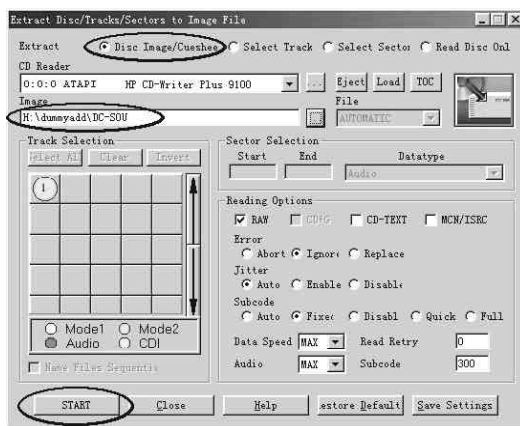 Extract Disc/Tracks/Sectors to Image File
Extract Disc Image/Cueshee Select Track Select Sector Read Disc Onl
CD Reader
0:0:0 ATAPI HP CD-Writer Plus 9100 ... Eject Load TOC
Image File
H:\dummyadd\DC-SOU AUTOMATIC
Track Selection Sector Selection
elect Al Clear Invert Start End Datatype
Audio
1
Reading Options
RAW CD+G CD-TEXT MCN/ISRC
Error
Abort Ignore Replace
Jitter
Auto Enable Disable
Subcode
Auto Fixec Disabl Quick Full
Mode1 Mode2
Audio CDI
Data Speed MAX Read Retry 0
Name Files Sequentia
Audio MAX Subcode 300
START Close Help estore Default Save Settings